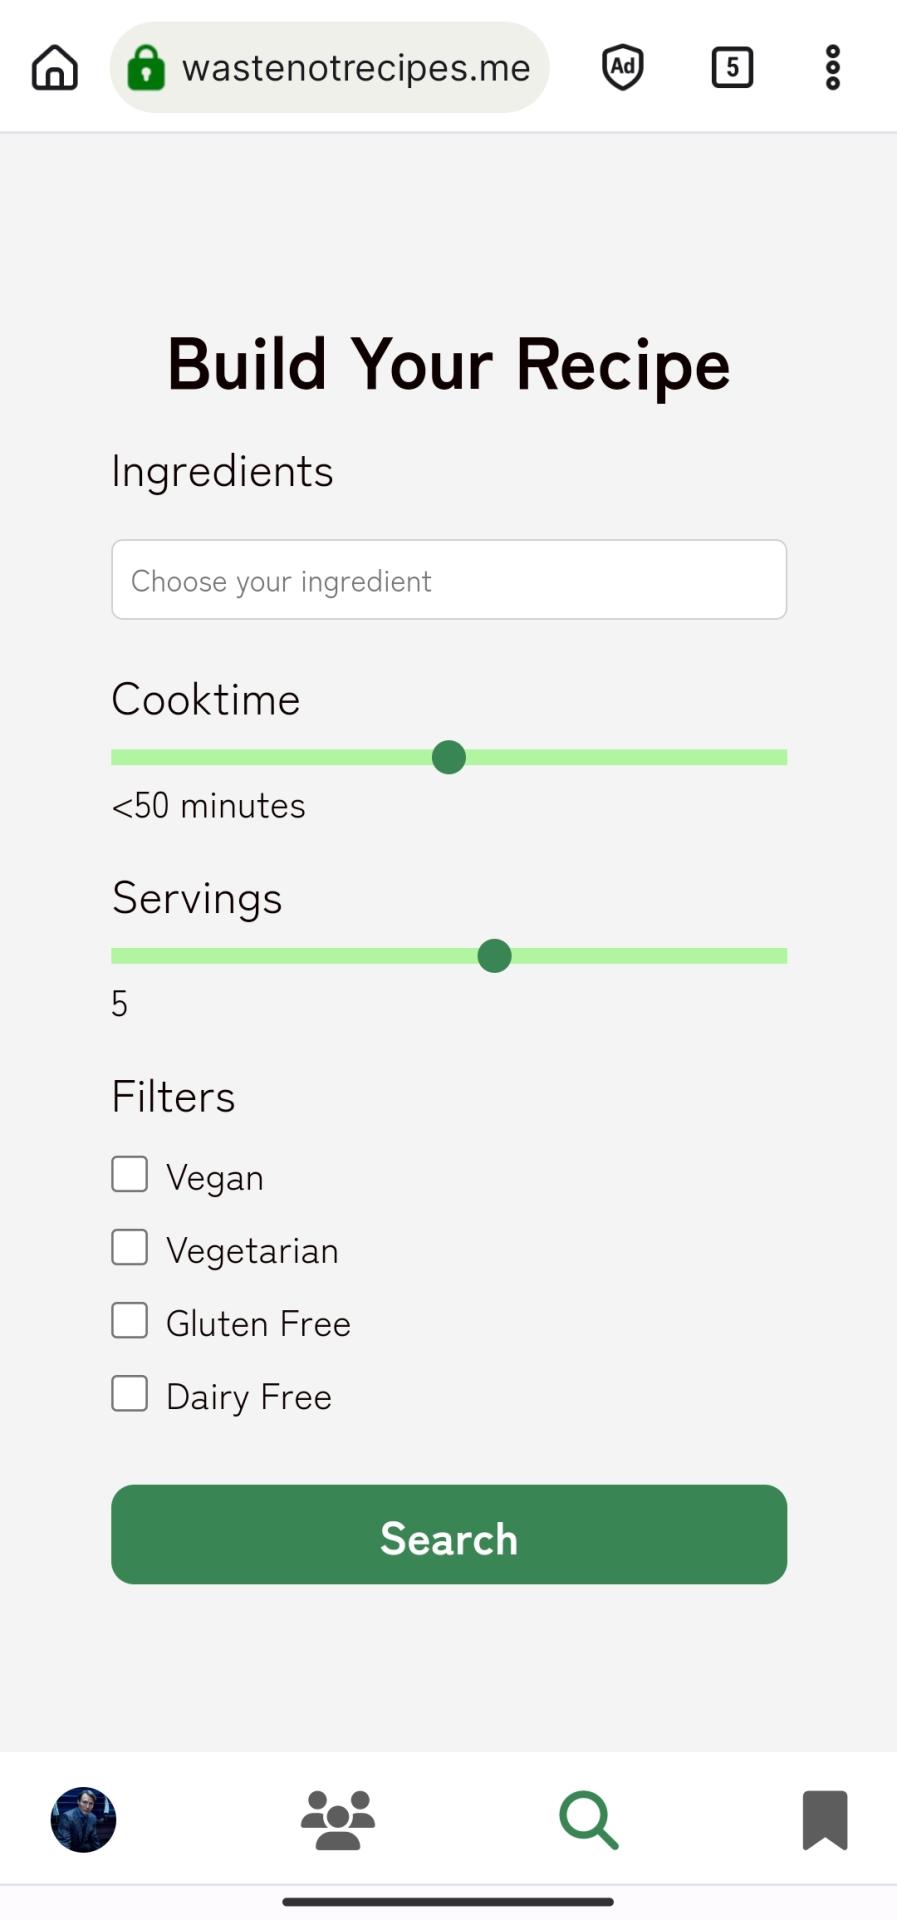 wastenotrecipes.me
Ad
5
Build Your Recipe
Ingredients
Choose your ingredient
Cooktime
<50 minutes
Servings
5
Filters
Vegan
Vegetarian
Gluten Free
Dairy Free
Search